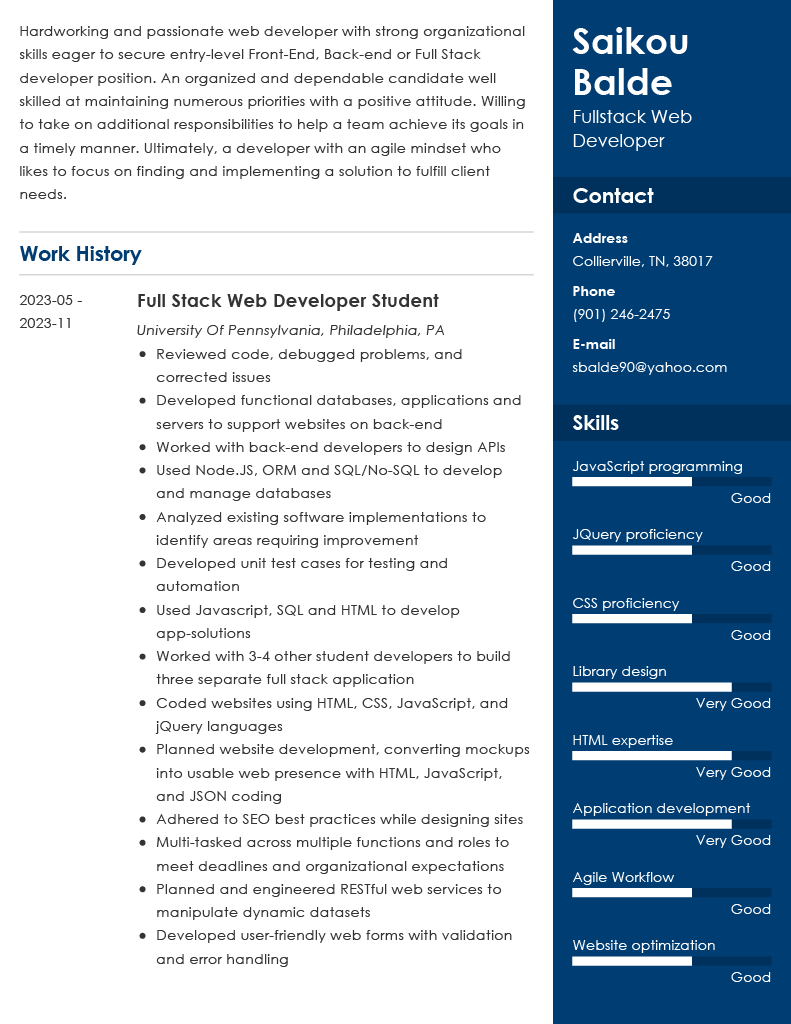 Hardworking and passionate web developer with strong organizational
skills eager to secure entry-level Front-End, Back-end or Full Stack
developer position. An organized and dependable candidate well
skilled at maintaining numerous priorities with a positive attitude. Willing
to take on additional responsibilities to help a team achieve its goals in
a timely manner. Ultimately, a developer with an agile mindset who
likes to focus on finding and implementing a solution to fulfill client
needs.
Work History
2023-05 -
2023-11
Full Stack Web Developer Student
University Of Pennsylvania, Philadelphia, PA
• Reviewed code, debugged problems, and
corrected issues
• Developed functional databases, applications and
servers to support websites on back-end
• Worked with back-end developers to design APIs
• Used Node.JS, ORM and SQL/No-SQL to develop
and manage databases
• Analyzed existing software implementations to
identify areas requiring improvement
• Developed unit test cases for testing and
automation
• Used Javascript, SQL and HTML to develop
app-solutions
• Worked with 3-4 other student developers to build
three separate full stack application
• Coded websites using HTML, CSS, JavaScript, and
jQuery languages
• Planned website development, converting mockups
into usable web presence with HTML, JavaScript,
and JSON coding
• Adhered to SEO best practices while designing sites
• Multi-tasked across multiple functions and roles to
meet deadlines and organizational expectations
• Planned and engineered RESTful web services to
manipulate dynamic datasets
• Developed user-friendly web forms with validation
and error handling
Saikou
Balde
Fullstack Web
Developer
Contact
Address
Collierville, TN, 38017
Phone
(901) 246-2475
E-mail
sbalde90@yahoo.com
Skills
JavaScript programming
Good
JQuery proficiency
Good
CSS proficiency
Good
Library design
Very Good
HTML expertise
Very Good
Application development
Very Good
Agile Workflow
Good
Website optimization
Good